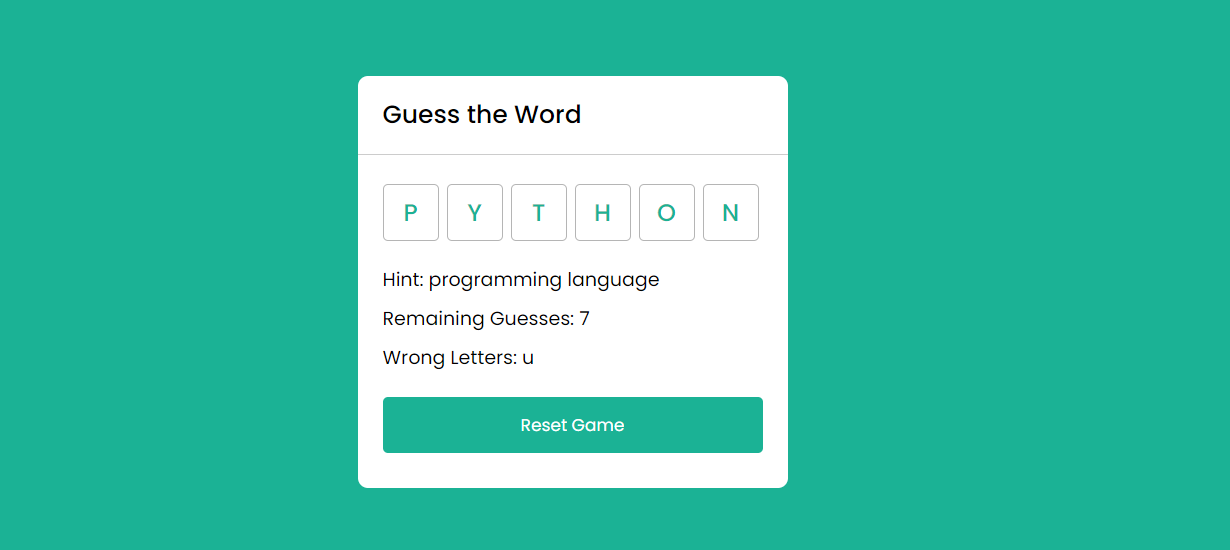 Guess the Word
P Y T H O N
Hint: programming language
Remaining Guesses: 7
Wrong Letters: u
Reset Game